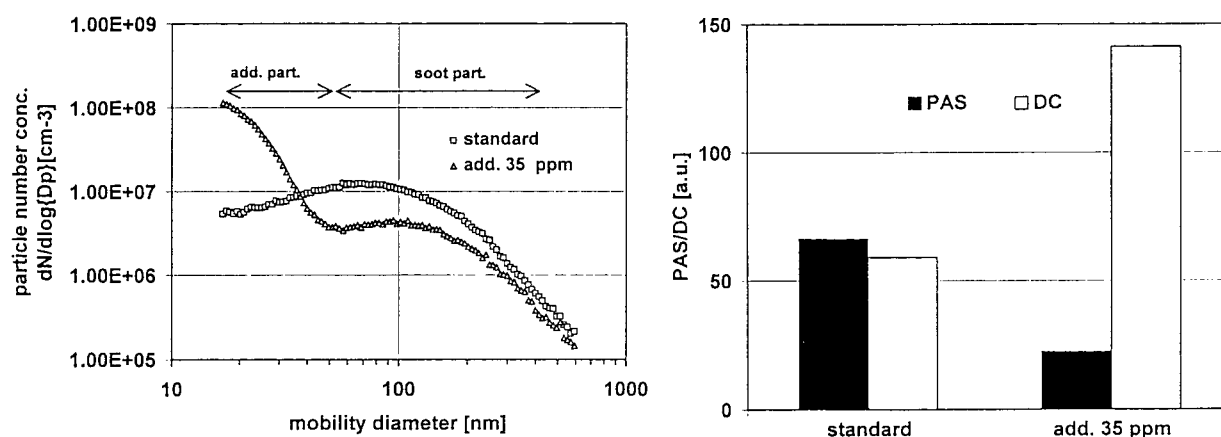 1.00E+09
1.00E+08
1.00E+07
1.00E+06
1.00E+05
particle number conc.
dN/dlog{Dp}[cm-3]
add. part.
soot part.
standard
add. 35 ppm
10
100
1000
mobility diameter [nm]
150
100
50
0
PAS/DC [a.u.]
PAS
DC
standard
add. 35 ppm